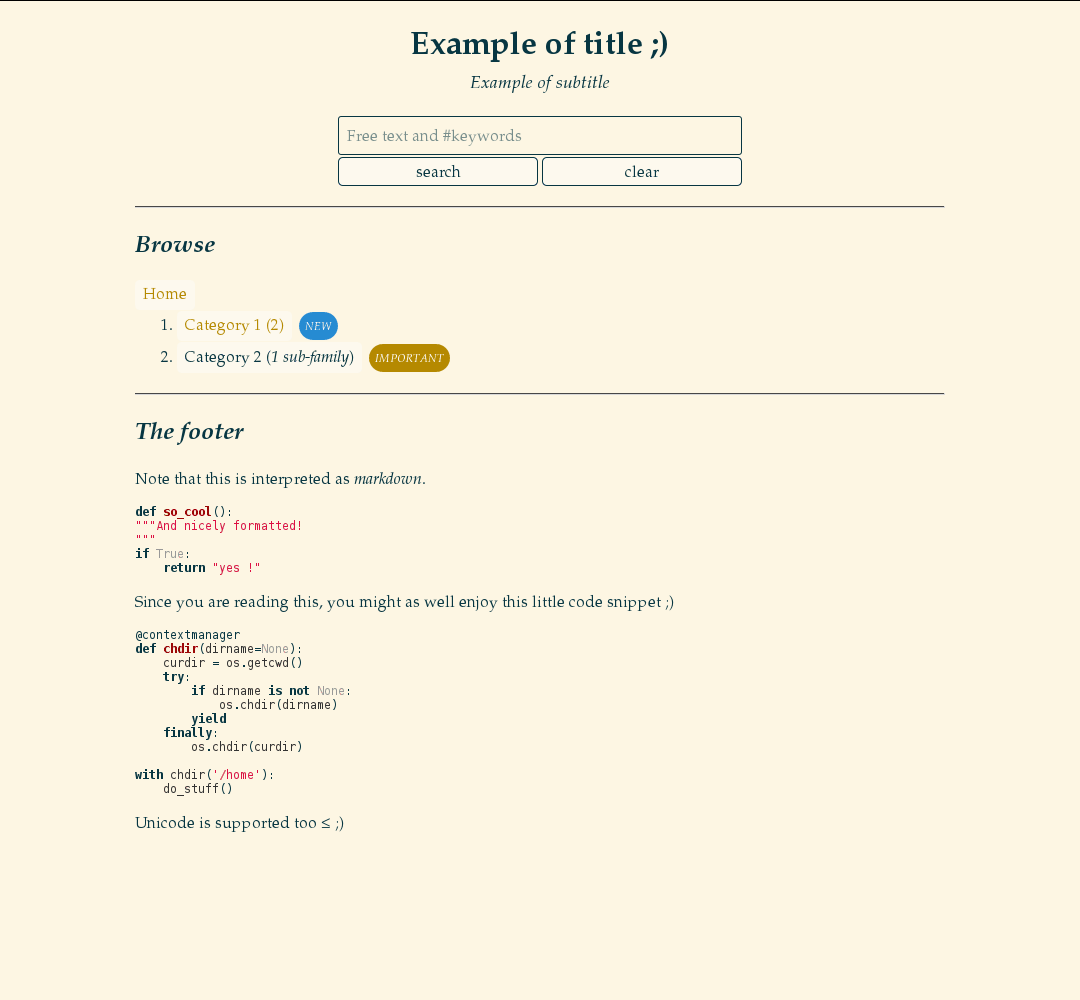 Example of title ;)
Example of subtitle
Free text and #keywords
search clear
Browse
Home
1. Category 1 (2) NEW
2. Category 2 (1 sub-family) IMPORTANT
The footer
Note that this is interpreted as markdown.
def so_cool():
"""And nicely formatted!
"""
if True:
    return "yes !"
Since you are reading this, you might as well enjoy this little code snippet ;)
@contextmanager
def chdir(dirname=None):
    curdir = os.getcwd()
    try:
        if dirname is not None:
            os.chdir(dirname)
        yield
    finally:
        os.chdir(curdir)
with chdir('/home'):
    do_stuff()
Unicode is supported too ≤ ;)